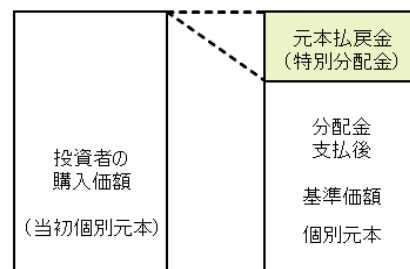 投資者の
購入価額
(当初個別元本)
元本払戻金
(特別分配金)
分配金
支払後
基準価額
個別元本